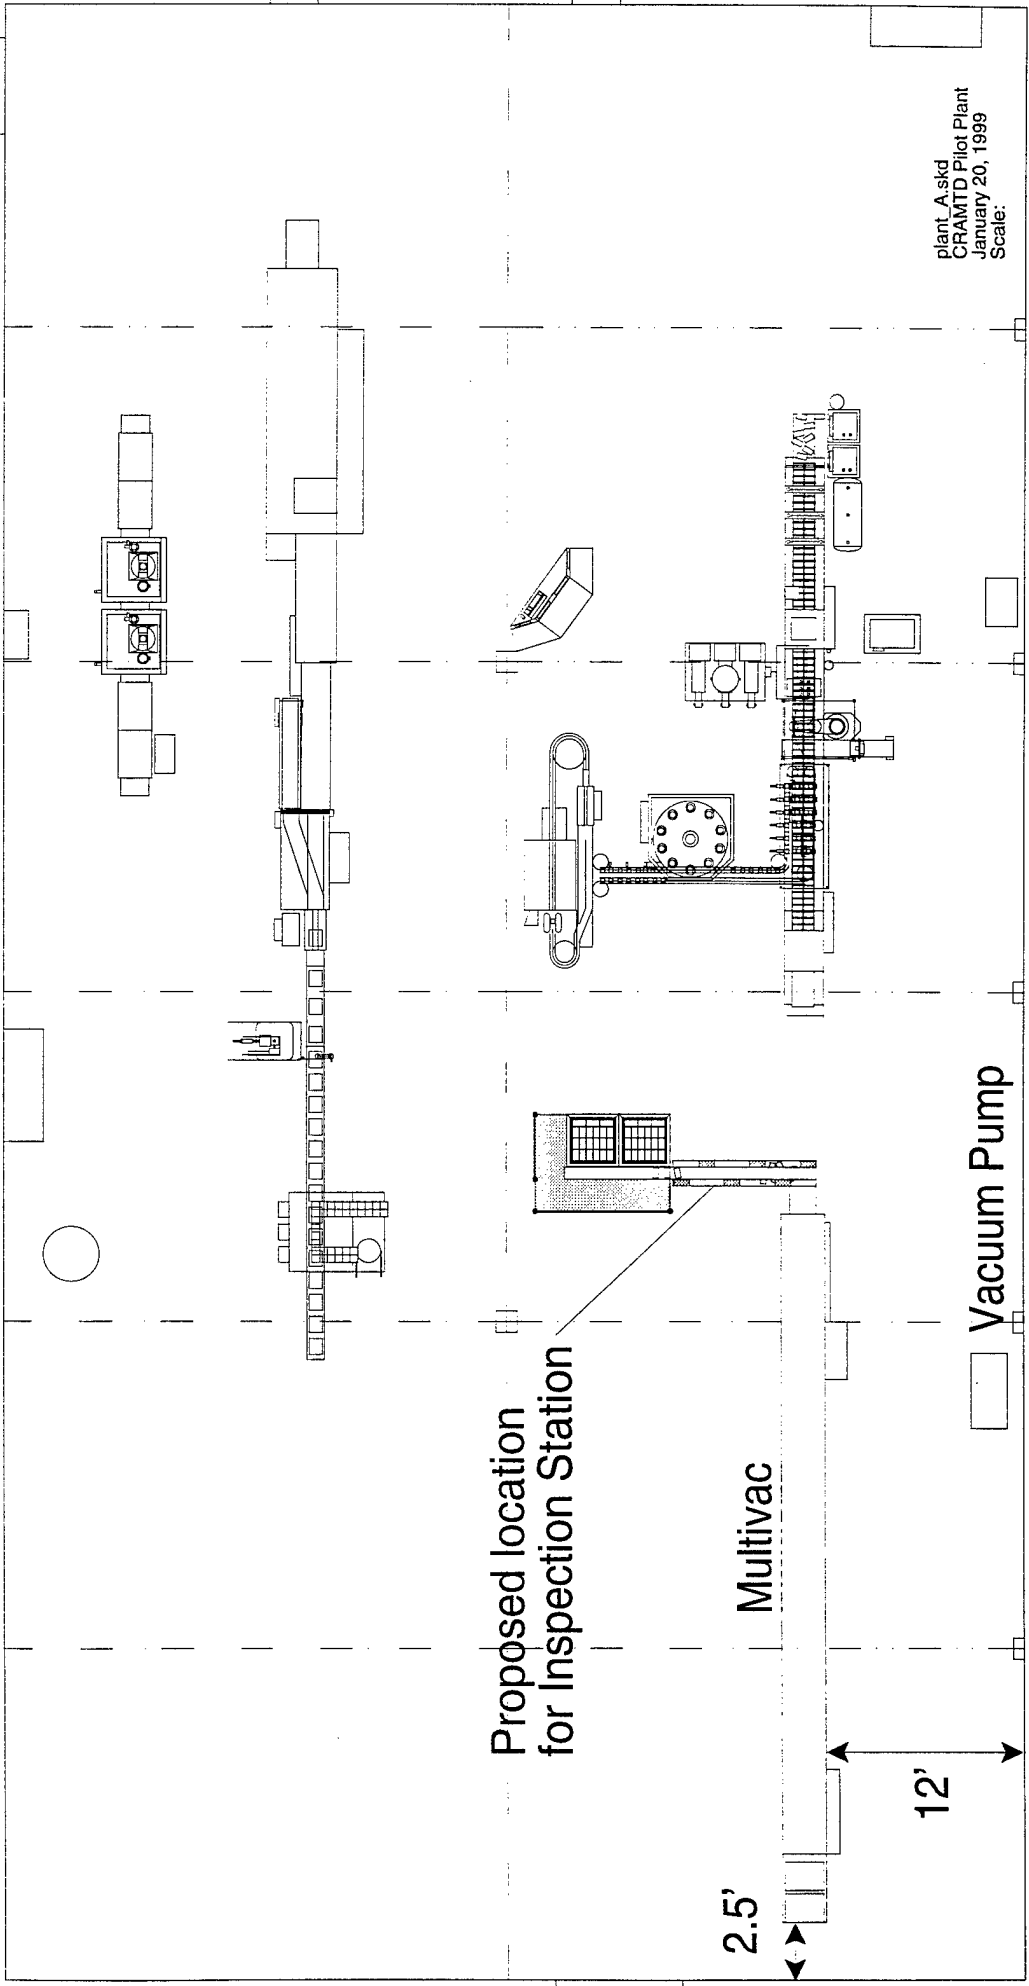 plant_A.skd
CRAMTD Pilot Plant
January 20, 1999
Scale:
Proposed location
for Inspection Station
Multivac
Vacuum Pump
2.5’
12’